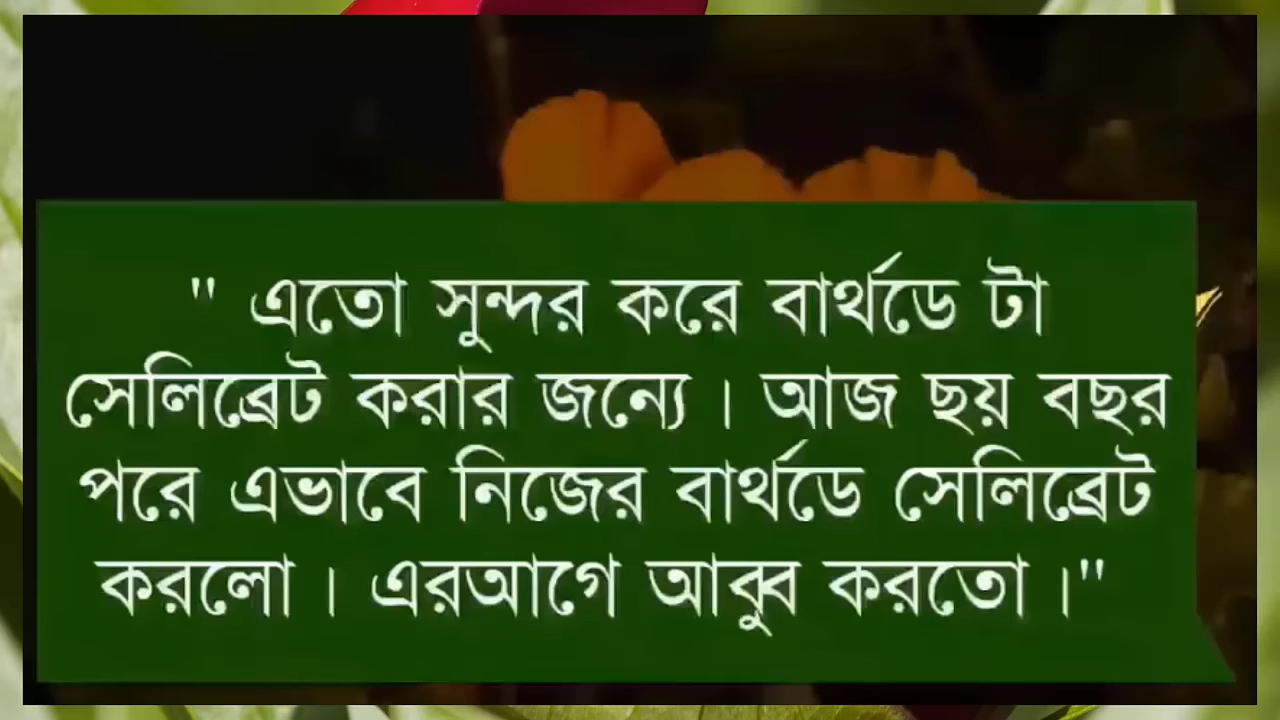 " এতো সুন্দর করে বার্থডে টা
সেলিব্রেট করার জন্যে । আজ ছয় বছর
পরে এভাবে নিজের বার্থডে সেলিব্রেট
করলো । এরআগে আব্বু করতো ।"